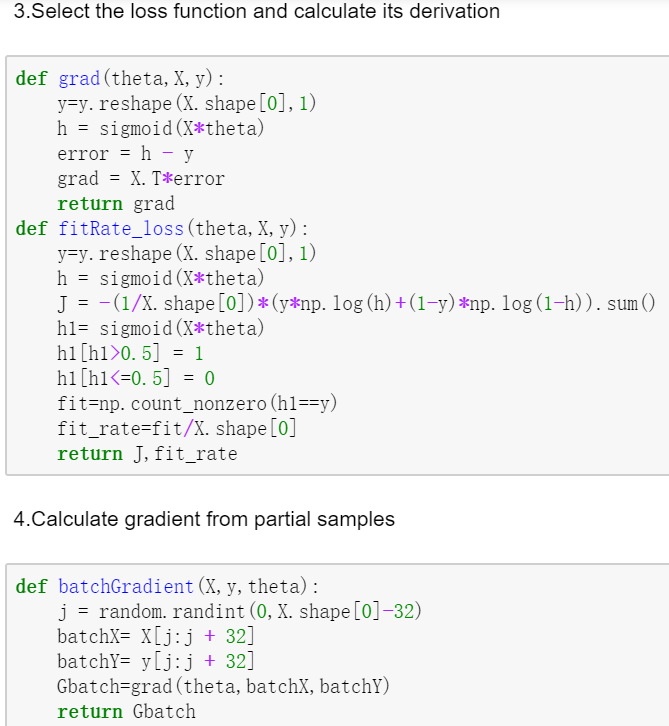 3.Select the loss function and calculate its derivation
def grad(theta, X, y):
    y=y.reshape(X.shape[0], 1)
    h = sigmoid(X*theta)
    error = h - y
    grad = X.T*error
    return grad
def fitRate_loss(theta, X, y):
    y=y.reshape(X.shape[0], 1)
    h = sigmoid(X*theta)
    J = -(1/X.shape[0])*(y*np.log(h)+(1-y)*np.log(1-h)).sum()
    h1= sigmoid(X*theta)
    h1[h1>0.5] = 1
    h1[h1<=0.5] = 0
    fit=np.count_nonzero(h1==y)
    fit_rate=fit/X.shape[0]
    return J, fit_rate
4.Calculate gradient from partial samples
def batchGradient(X, y, theta):
    j = random.randint(0, X.shape[0]-32)
    batchX= X[j:j + 32]
    batchY= y[j:j + 32]
    Gbatch=grad(theta, batchX, batchY)
    return Gbatch